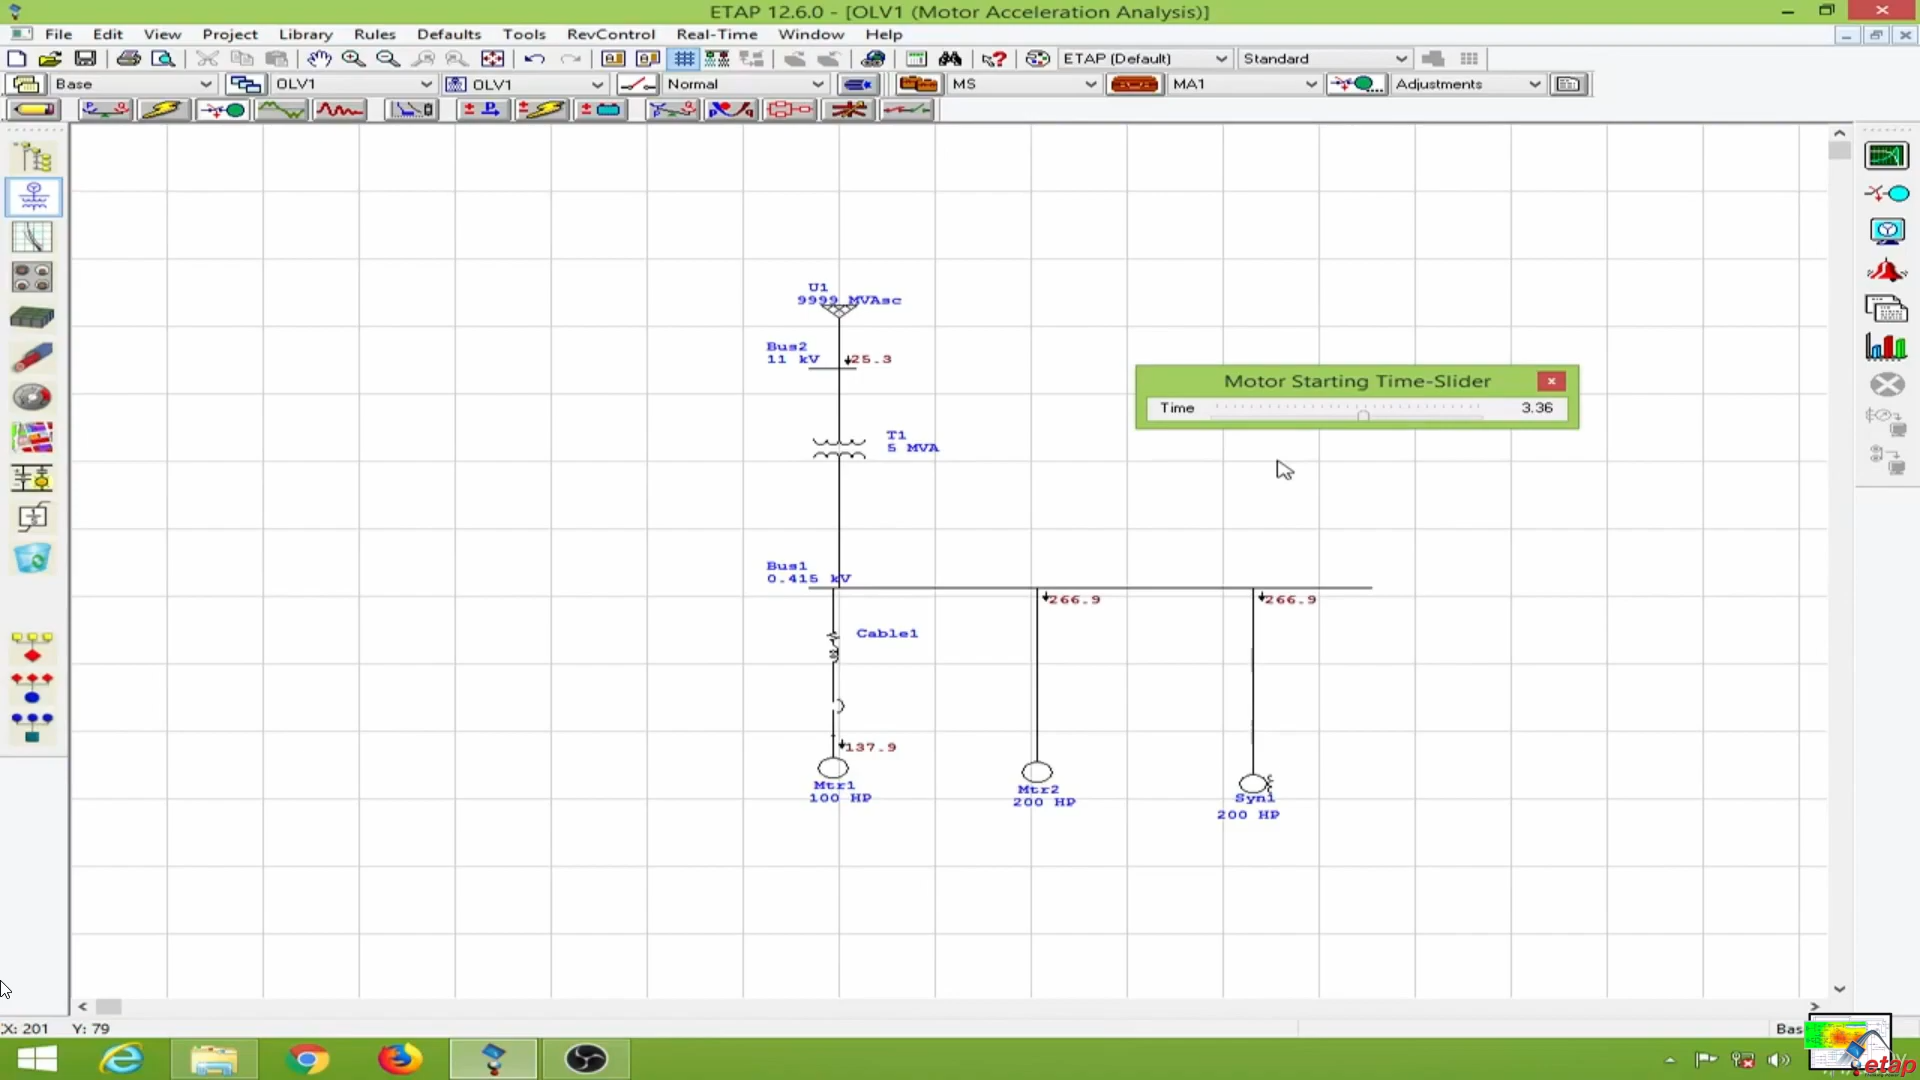 ETAP 12.6.0 - [OLV1 (Motor Acceleration Analysis)]
File Edit View Project Library Rules Defaults Tools RevControl Real-Time Window Help
ETAP (Default) Standard
Base OLV1 OLV1 Normal MS MA1 Adjustments
U1
9999 MVAsc
Bus2
11 kV 25.3
Motor Starting Time-Slider
Time 3.36
T1
5 MVA
Bus1
0.415 kV
266.9 266.9
Cable1
137.9
Mtr1
100 HP
Mtr2
200 HP
Syn1
200 HP
X: 201 Y: 79
Bas
etap